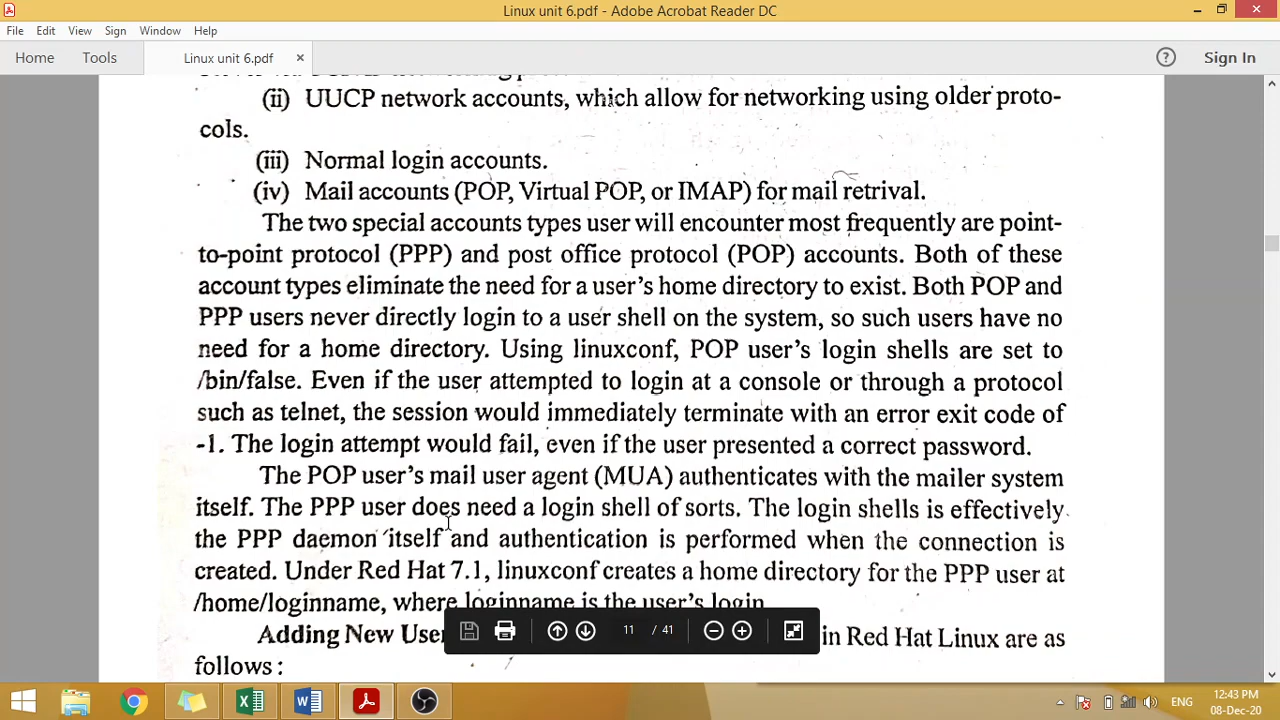 Linux unit 6.pdf - Adobe Acrobat Reader DC
File Edit View Sign Window Help
Home Tools Linux unit 6.pdf × ? Sign In
(ii) UUCP network accounts, which allow for networking using older proto-
cols.
(iii) Normal login accounts.
(iv) Mail accounts (POP, Virtual POP, or IMAP) for mail retrival.
The two special accounts types user will encounter most frequently are point-
to-point protocol (PPP) and post office protocol (POP) accounts. Both of these
account types eliminate the need for a user's home directory to exist. Both POP and
PPP users never directly login to a user shell on the system, so such users have no
need for a home directory. Using linuxconf, POP user's login shells are set to
/bin/false. Even if the user attempted to login at a console or through a protocol
such as telnet, the session would immediately terminate with an error exit code of
-1. The login attempt would fail, even if the user presented a correct password.
The POP user's mail user agent (MUA) authenticates with the mailer system
itself. The PPP user does need a login shell of sorts. The login shells is effectively
the PPP daemon itself and authentication is performed when the connection is
created. Under Red Hat 7.1, linuxconf creates a home directory for the PPP user at
/home/loginname, where loginname is the user's login
Adding New User in Red Hat Linux are as
11 / 41
follows :
ENG
12:43 PM
08-Dec-20